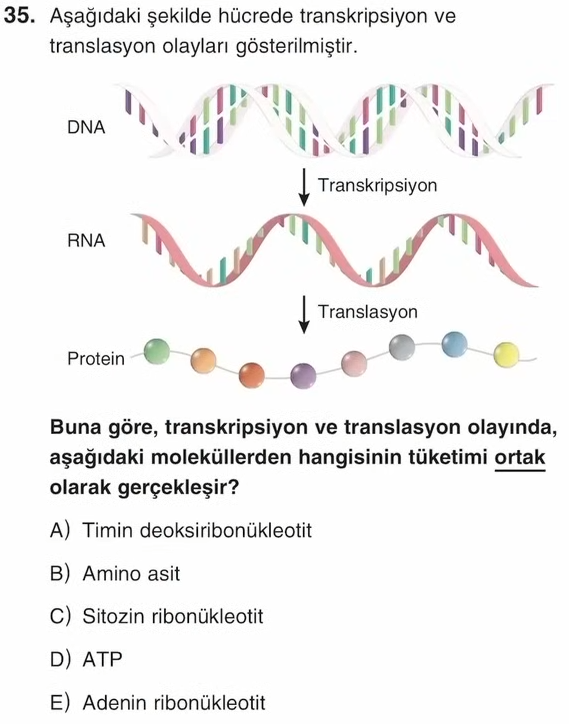 35. Aşağıdaki şekilde hücrede transkripsiyon ve
translasyon olayları gösterilmiştir.
DNA
Transkripsiyon
RNA
Translasyon
Protein
Buna göre, transkripsiyon ve translasyon olayında,
aşağıdaki moleküllerden hangisinin tüketimi ortak
olarak gerçekleşir?
A) Timin deoksiribonükleotit
B) Amino asit
C) Sitozin ribonükleotit
D) ATP
E) Adenin ribonükleotit